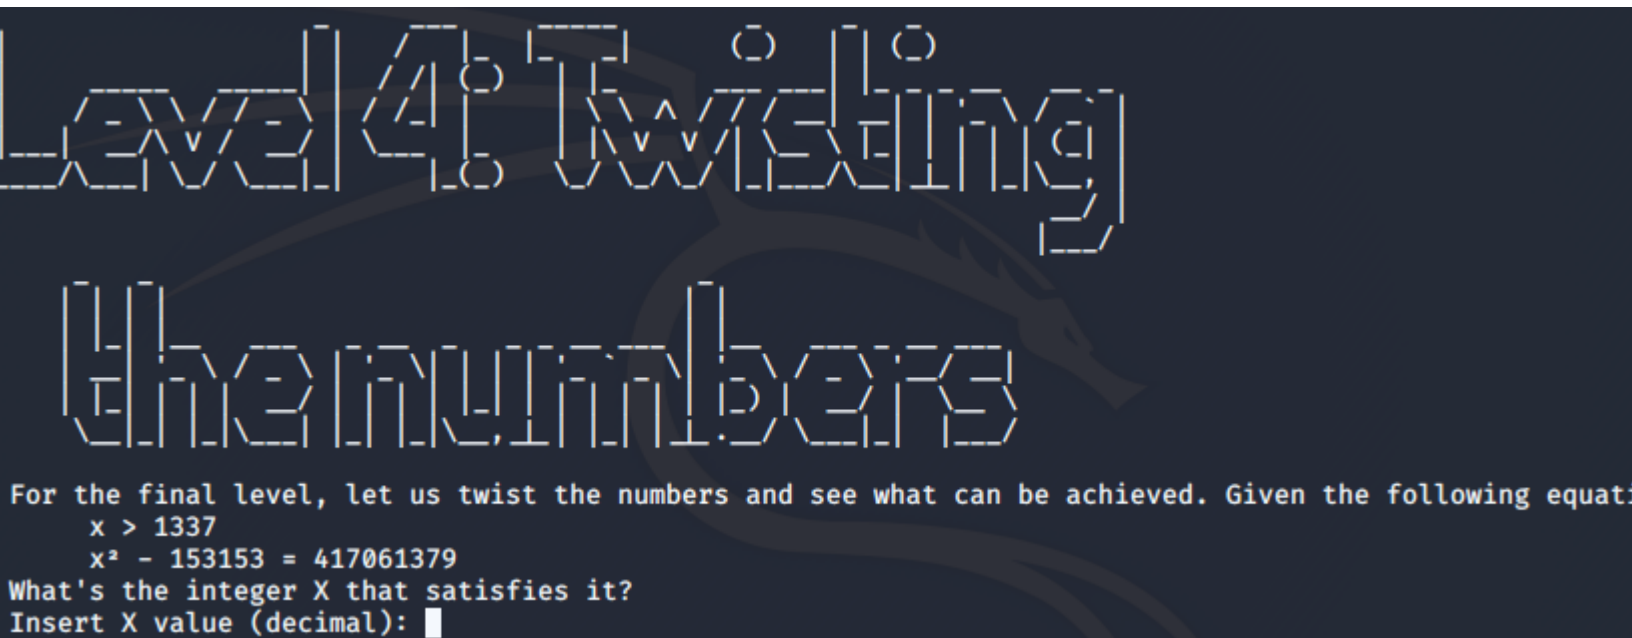 Level 4: Twisting
the numbers
For the final level, let us twist the numbers and see what can be achieved. Given the following
x > 1337
x² - 153153 = 417061379
What's the integer X that satisfies it?
Insert X value (decimal):